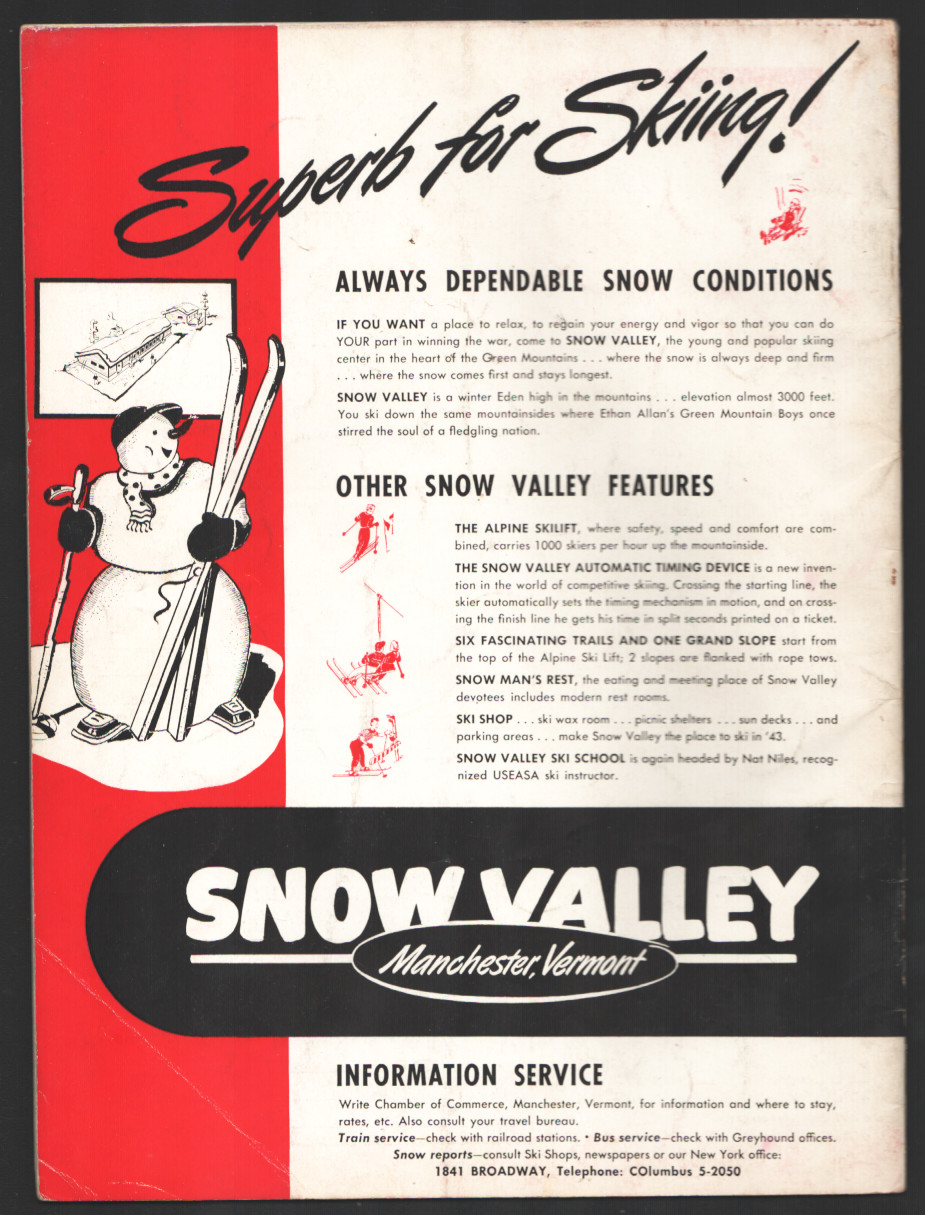 Superb for Skiing!
ALWAYS DEPENDABLE SNOW CONDITIONS
IF YOU WANT a place to relax, to regain your energy and vigor so that you can do
YOUR part in winning the war, come to SNOW VALLEY, the young and popular skiing
center in the heart of the Green Mountains . . . where the snow is always deep and firm
. . . where the snow comes first and stays longest.
SNOW VALLEY is a winter Eden high in the mountains . . . elevation almost 3000 feet.
You ski down the same mountainsides where Ethan Allan's Green Mountain Boys once
stirred the soul of a fledgling nation.
OTHER SNOW VALLEY FEATURES
THE ALPINE SKILIFT, where safety, speed and comfort are com-
bined, carries 1000 skiers per hour up the mountainside.
THE SNOW VALLEY AUTOMATIC TIMING DEVICE is a new inven-
tion in the world of competitive skiing. Crossing the starting line, the
skier automatically sets the timing mechanism in motion, and on cross-
ing the finish line he gets his time in split seconds printed on a ticket.
SIX FASCINATING TRAILS AND ONE GRAND SLOPE start from
the top of the Alpine Ski Lift; 2 slopes are flanked with rope tows.
SNOW MAN'S REST, the eating and meeting place of Snow Valley
devotees includes modern rest rooms.
SKI SHOP . . . ski wax room . . . picnic shelters . . . sun decks . . . and
parking areas . . . make Snow Valley the place to ski in '43.
SNOW VALLEY SKI SCHOOL is again headed by Nat Niles, recog-
nized USEASA ski instructor.
SNOW VALLEY
Manchester, Vermont
INFORMATION SERVICE
Write Chamber of Commerce, Manchester, Vermont, for information and where to stay,
rates, etc. Also consult your travel bureau.
Train service—check with railroad stations. • Bus service—check with Greyhound offices.
Snow reports—consult Ski Shops, newspapers or our New York office:
1841 BROADWAY, Telephone: COlumbus 5-2050